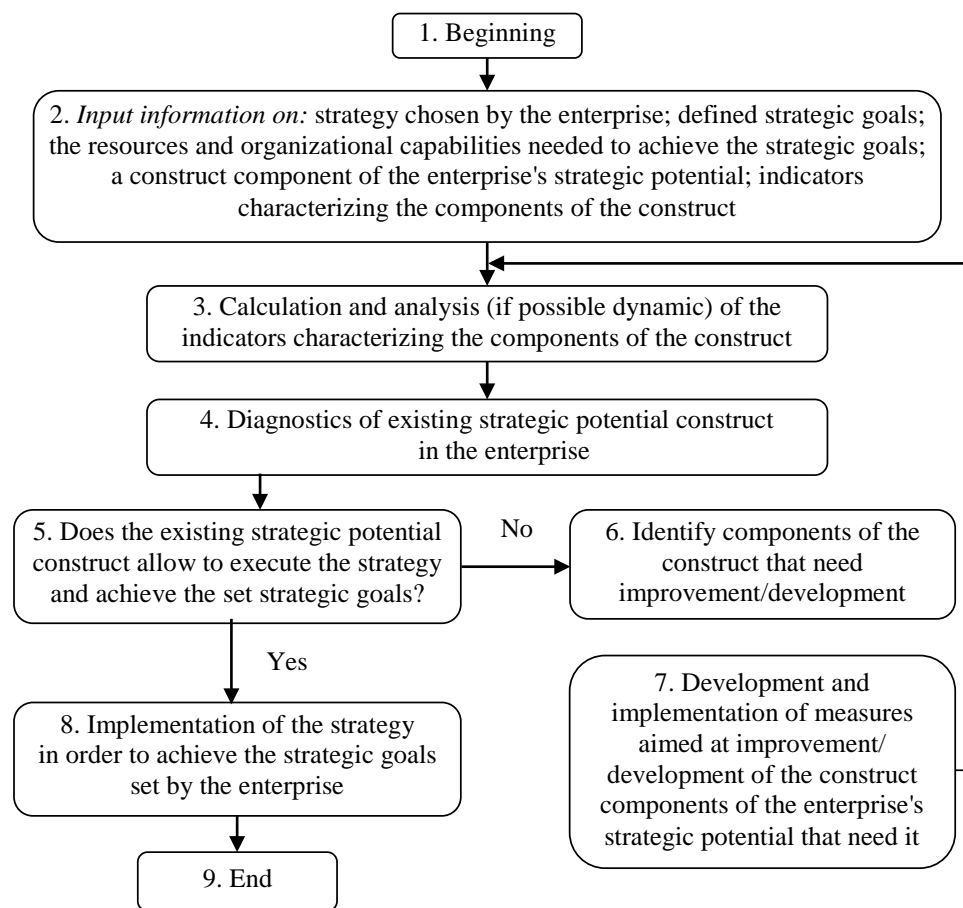 1. Beginning
2. Input information on: strategy chosen by the enterprise; defined strategic goals;
the resources and organizational capabilities needed to achieve the strategic goals;
a construct component of the enterprise's strategic potential; indicators
characterizing the components of the construct
3. Calculation and analysis (if possible dynamic) of the
indicators characterizing the components of the construct
4. Diagnostics of existing strategic potential construct
in the enterprise
5. Does the existing strategic potential
construct allow to execute the strategy
and achieve the set strategic goals?
No
6. Identify components of the
construct that need
improvement/development
Yes
7. Development and
implementation of measures
aimed at improvement/
development of the construct
components of the enterprise's
strategic potential that need it
8. Implementation of the strategy
in order to achieve the strategic goals
set by the enterprise
9. End